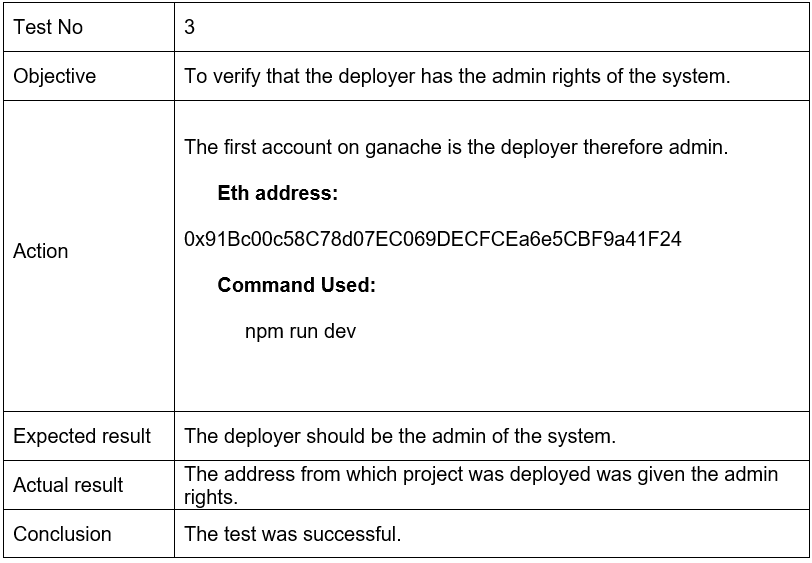 Test No
3
Objective
To verify that the deployer has the admin rights of the system.
Action
The first account on ganache is the deployer therefore admin.
Eth address:
0x91Bc00c58C78d07EC069DECFCEa6e5CBF9a41F24
Command Used:
npm run dev
Expected result
The deployer should be the admin of the system.
Actual result
The address from which project was deployed was given the admin
rights.
Conclusion
The test was successful.